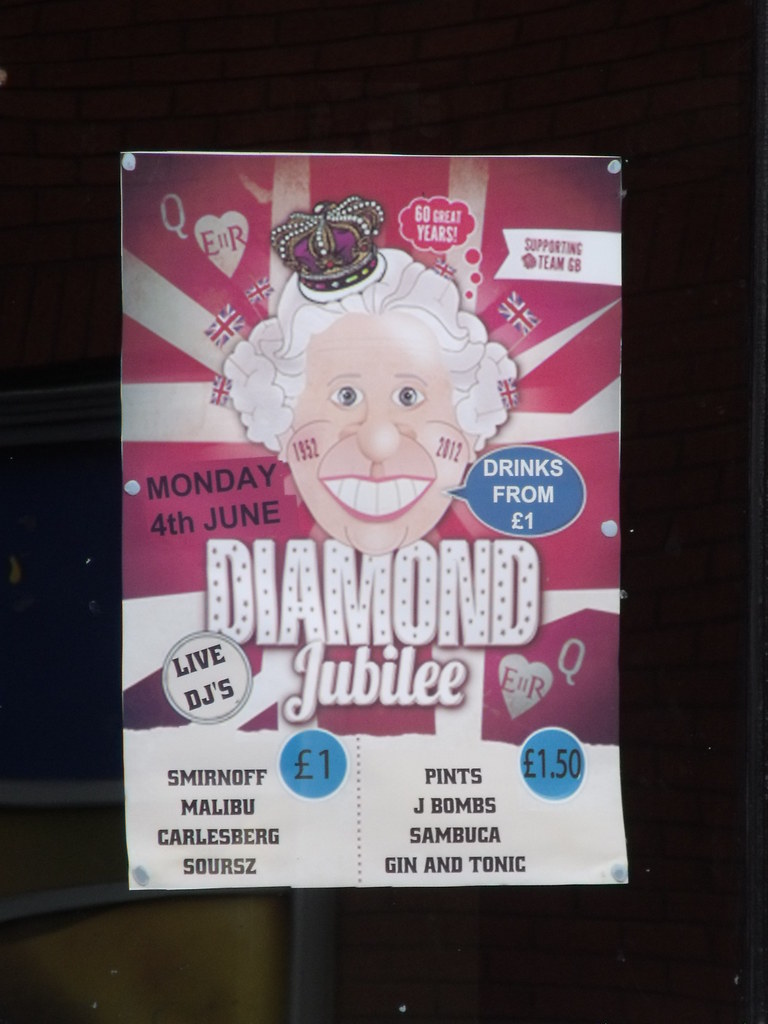 Q
EIIR
60 GREAT
YEARS!
SUPPORTING
TEAM GB
1952
2012
MONDAY
4th JUNE
DRINKS
FROM
£1
DIAMOND
Jubilee
LIVE
DJ'S
Q
EIIR
£1
SMIRNOFF
MALIBU
CARLESBERG
SOURSZ
£1.50
PINTS
J BOMBS
SAMBUCA
GIN AND TONIC